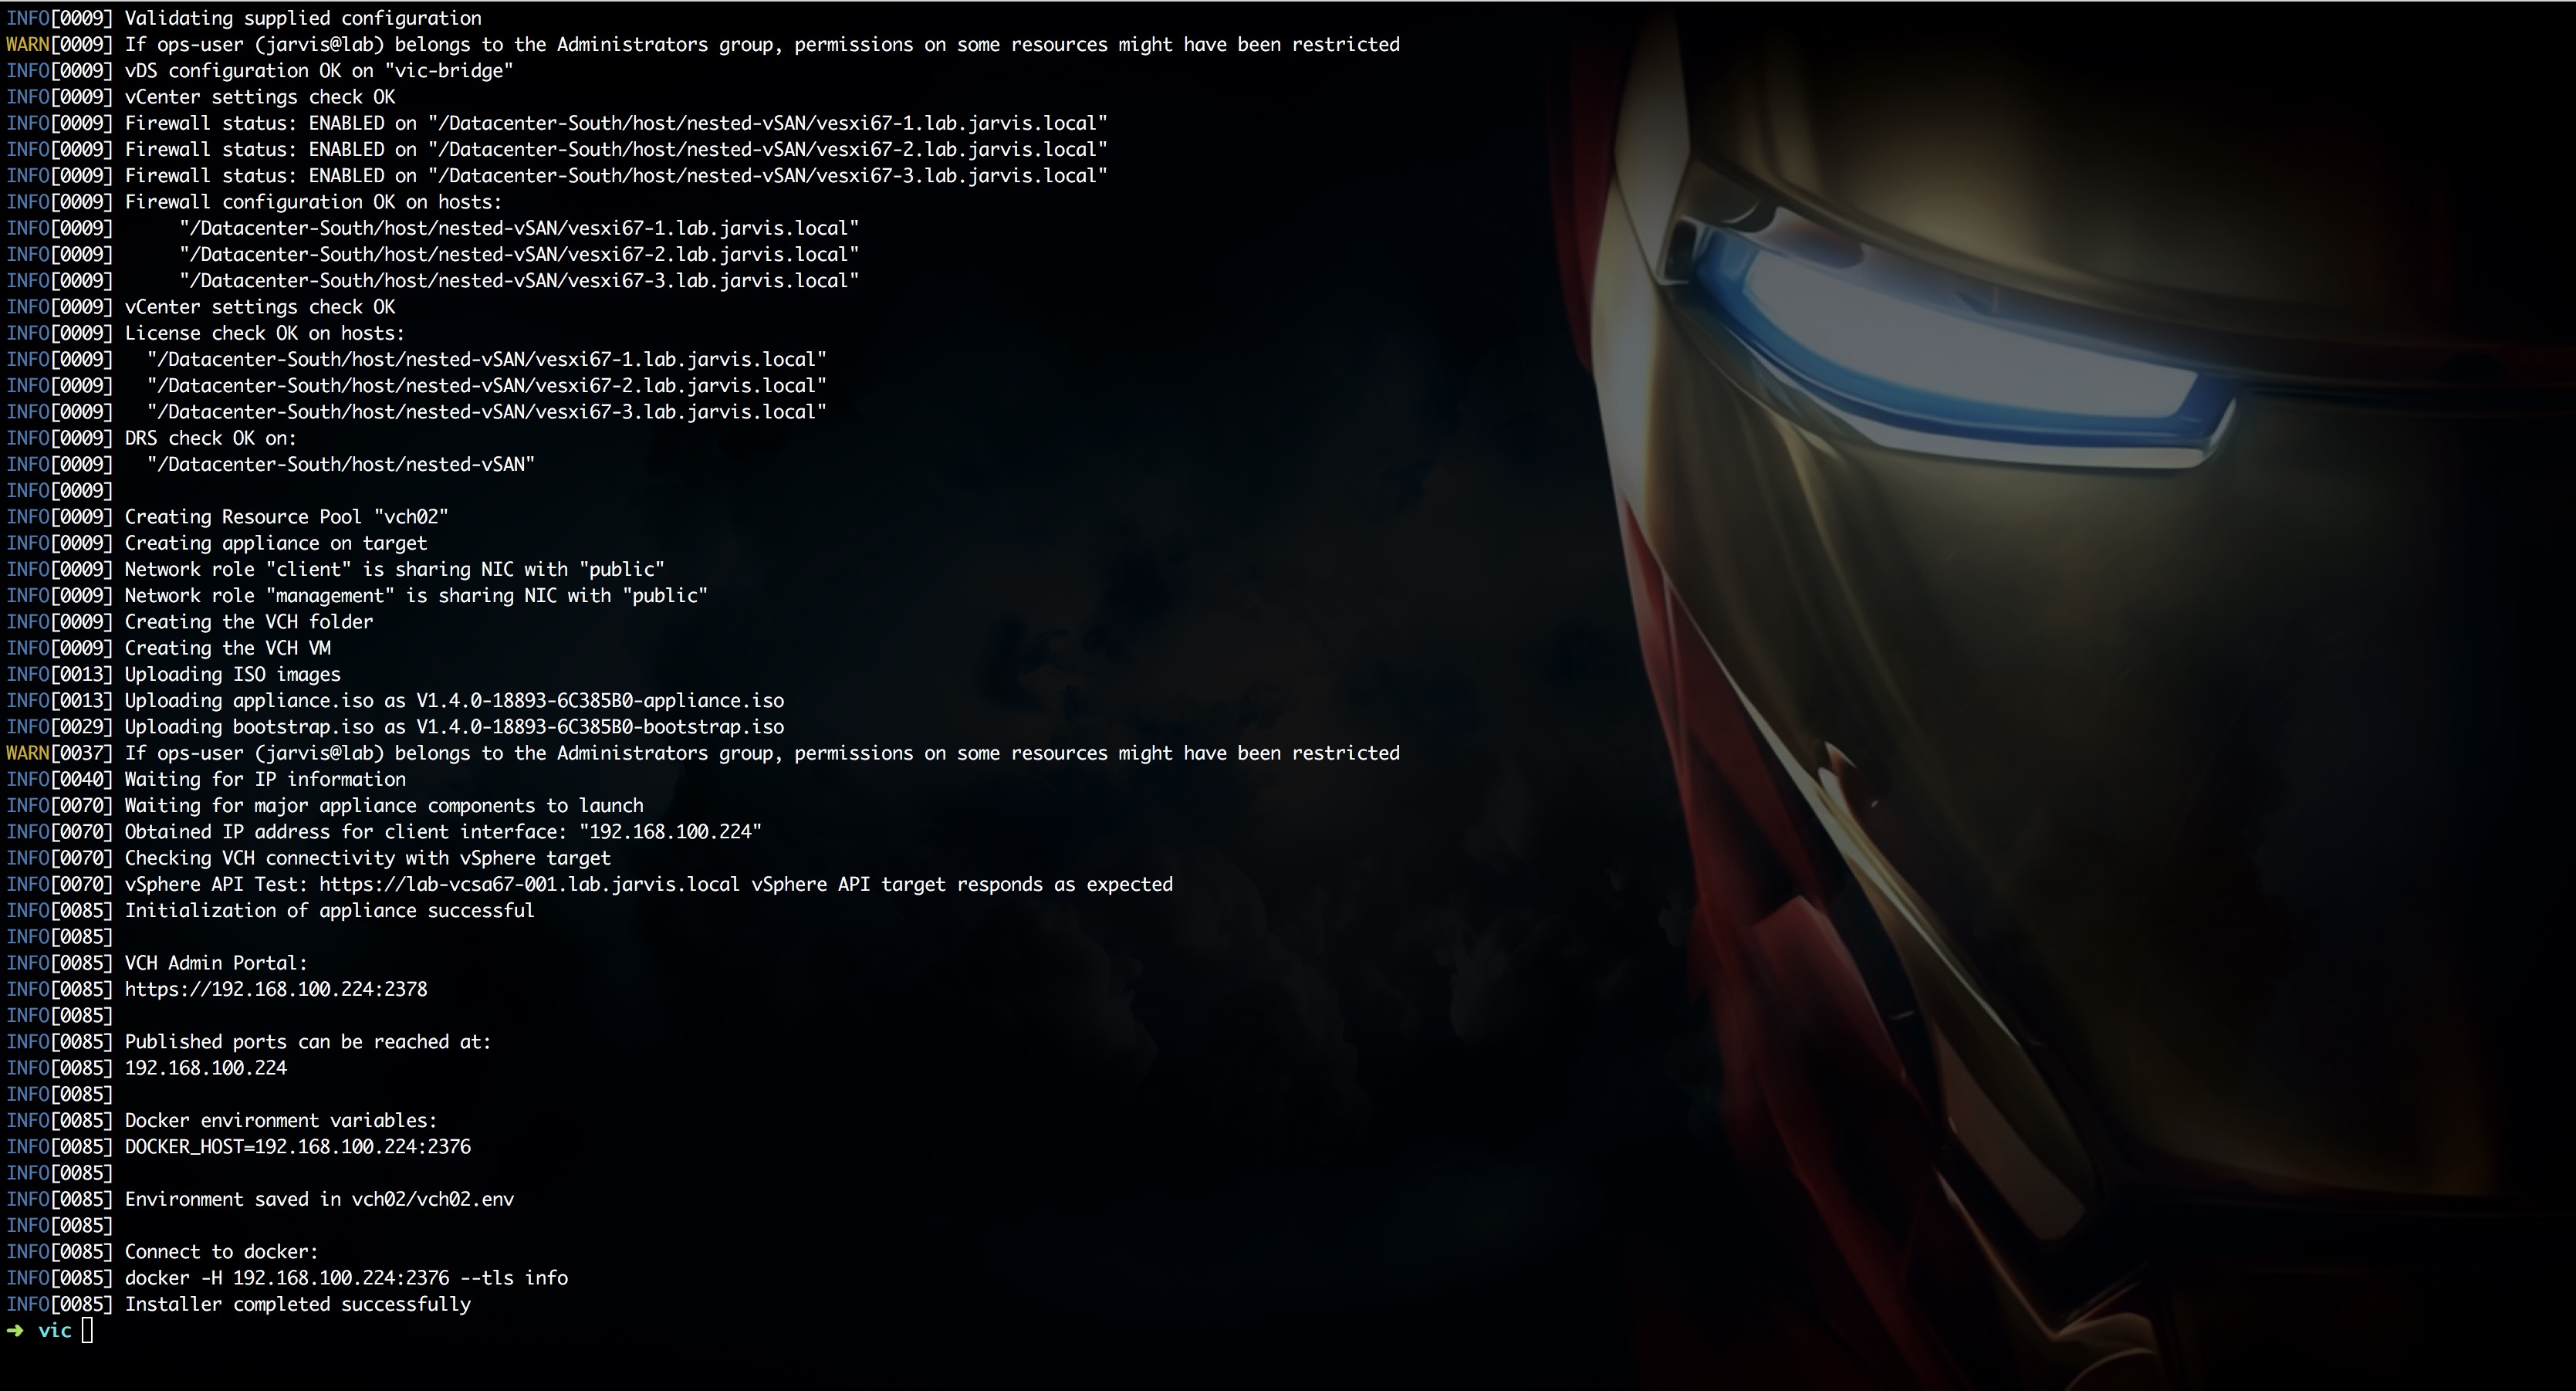 INFO[0009] Validating supplied configuration
WARN[0009] If ops-user (jarvis@lab) belongs to the Administrators group, permissions on some resources might have been restricted
INFO[0009] vDS configuration OK on "vic-bridge"
INFO[0009] vCenter settings check OK
INFO[0009] Firewall status: ENABLED on "/Datacenter-South/host/nested-vSAN/vesxi67-1.lab.jarvis.local"
INFO[0009] Firewall status: ENABLED on "/Datacenter-South/host/nested-vSAN/vesxi67-2.lab.jarvis.local"
INFO[0009] Firewall status: ENABLED on "/Datacenter-South/host/nested-vSAN/vesxi67-3.lab.jarvis.local"
INFO[0009] Firewall configuration OK on hosts:
INFO[0009]      "/Datacenter-South/host/nested-vSAN/vesxi67-1.lab.jarvis.local"
INFO[0009]      "/Datacenter-South/host/nested-vSAN/vesxi67-2.lab.jarvis.local"
INFO[0009]      "/Datacenter-South/host/nested-vSAN/vesxi67-3.lab.jarvis.local"
INFO[0009] vCenter settings check OK
INFO[0009] License check OK on hosts:
INFO[0009]   "/Datacenter-South/host/nested-vSAN/vesxi67-1.lab.jarvis.local"
INFO[0009]   "/Datacenter-South/host/nested-vSAN/vesxi67-2.lab.jarvis.local"
INFO[0009]   "/Datacenter-South/host/nested-vSAN/vesxi67-3.lab.jarvis.local"
INFO[0009] DRS check OK on:
INFO[0009]   "/Datacenter-South/host/nested-vSAN"
INFO[0009]
INFO[0009] Creating Resource Pool "vch02"
INFO[0009] Creating appliance on target
INFO[0009] Network role "client" is sharing NIC with "public"
INFO[0009] Network role "management" is sharing NIC with "public"
INFO[0009] Creating the VCH folder
INFO[0009] Creating the VCH VM
INFO[0013] Uploading ISO images
INFO[0013] Uploading appliance.iso as V1.4.0-18893-6C385B0-appliance.iso
INFO[0029] Uploading bootstrap.iso as V1.4.0-18893-6C385B0-bootstrap.iso
WARN[0037] If ops-user (jarvis@lab) belongs to the Administrators group, permissions on some resources might have been restricted
INFO[0040] Waiting for IP information
INFO[0070] Waiting for major appliance components to launch
INFO[0070] Obtained IP address for client interface: "192.168.100.224"
INFO[0070] Checking VCH connectivity with vSphere target
INFO[0070] vSphere API Test: https://lab-vcsa67-001.lab.jarvis.local vSphere API target responds as expected
INFO[0085] Initialization of appliance successful
INFO[0085]
INFO[0085] VCH Admin Portal:
INFO[0085] https://192.168.100.224:2378
INFO[0085]
INFO[0085] Published ports can be reached at:
INFO[0085] 192.168.100.224
INFO[0085]
INFO[0085] Docker environment variables:
INFO[0085] DOCKER_HOST=192.168.100.224:2376
INFO[0085]
INFO[0085] Environment saved in vch02/vch02.env
INFO[0085]
INFO[0085] Connect to docker:
INFO[0085] docker -H 192.168.100.224:2376 --tls info
INFO[0085] Installer completed successfully
➜ vic